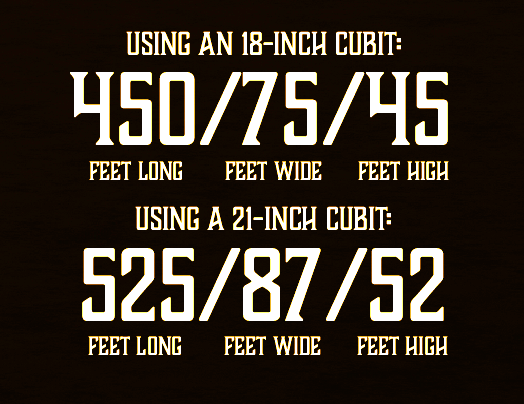 USING AN 18-INCH CUBIT:
450/75/45
FEET LONG FEET WIDE FEET HIGH
USING A 21-INCH CUBIT:
525/87/52
FEET LONG FEET WIDE FEET HIGH